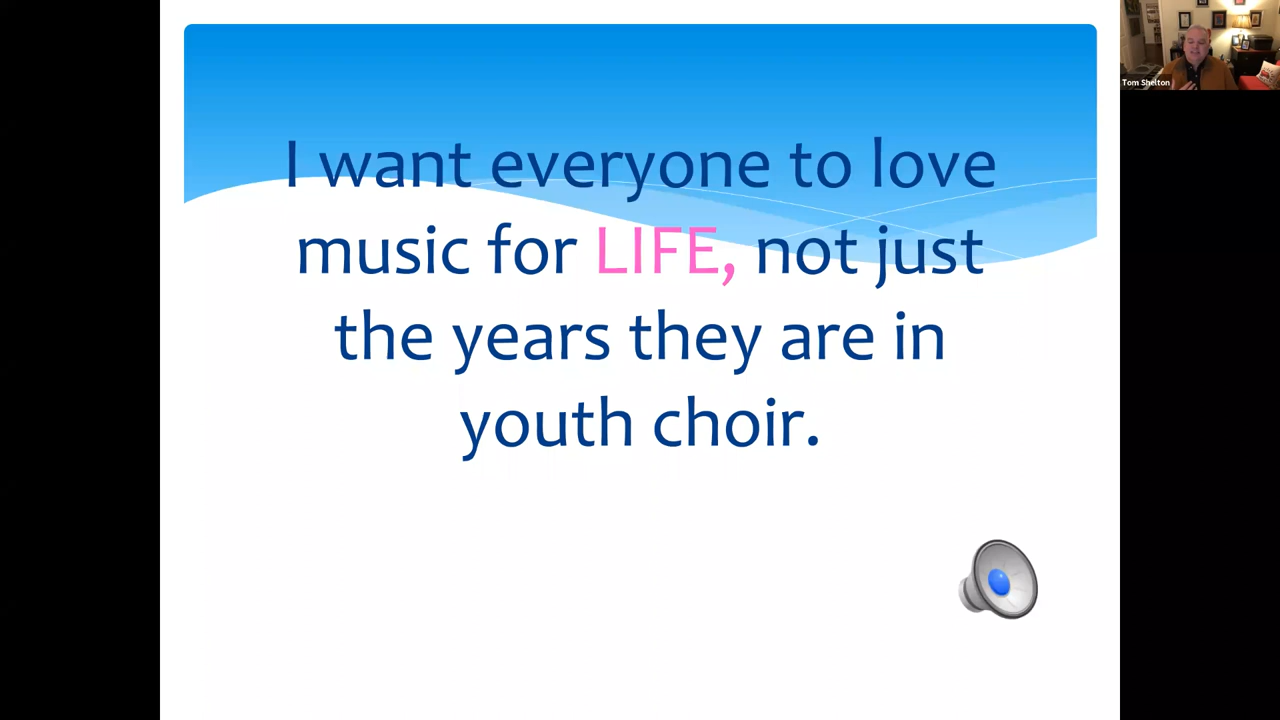 I want everyone to love
music for LIFE, not just
the years they are in
youth choir.
Tom Shelton